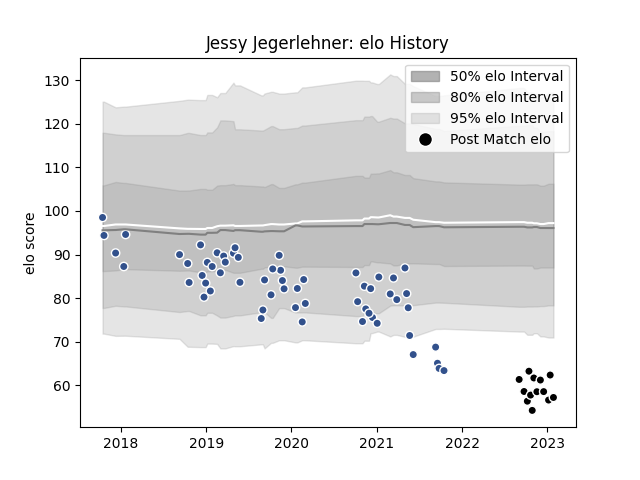 Jessy Jegerlehner: elo History
50% elo Interval
80% elo Interval
95% elo Interval
Post Match elo
elo score
130
120
110
100
90
80
70
60
2018
2019
2020
2021
2022
2023